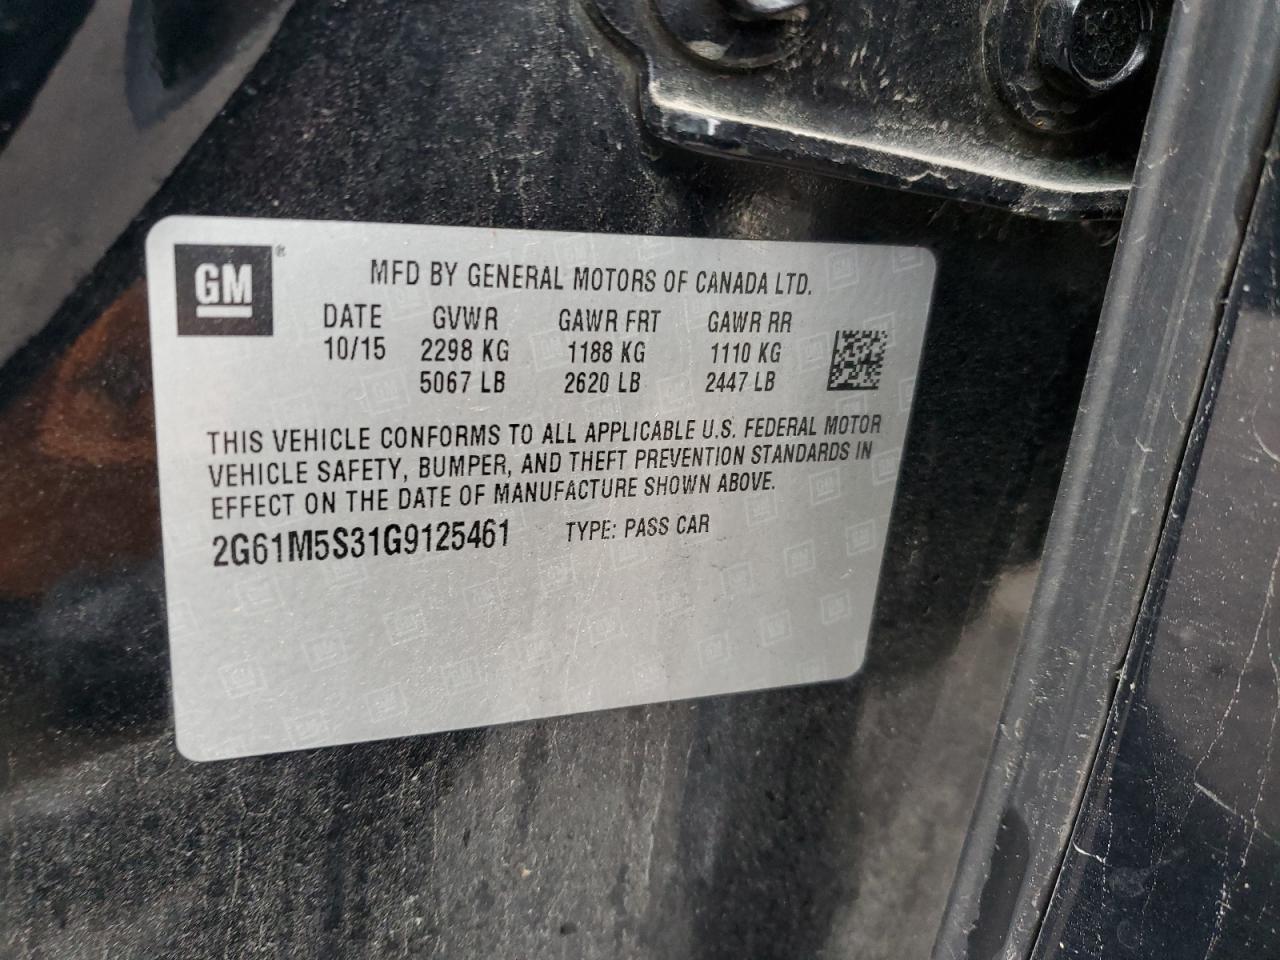 GM ®
MFD BY GENERAL MOTORS OF CANADA LTD.
DATE GVWR GAWR FRT GAWR RR
10/15 2298 KG 1188 KG 1110 KG
5067 LB 2620 LB 2447 LB
THIS VEHICLE CONFORMS TO ALL APPLICABLE U.S. FEDERAL MOTOR
VEHICLE SAFETY, BUMPER, AND THEFT PREVENTION STANDARDS IN
EFFECT ON THE DATE OF MANUFACTURE SHOWN ABOVE.
2G61M5S31G9125461 TYPE: PASS CAR